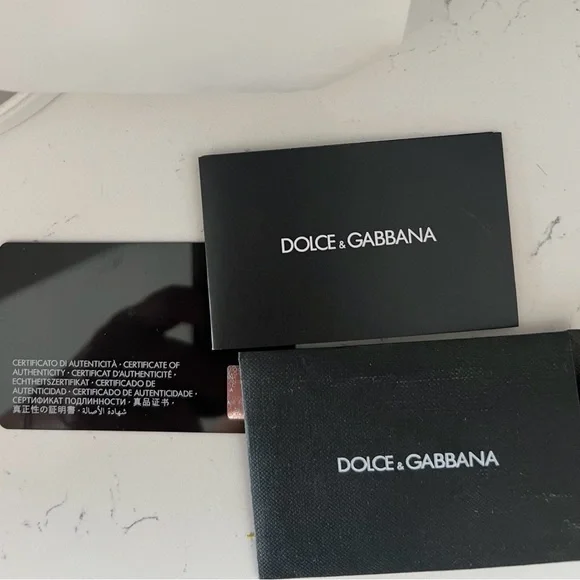 DOLCE & GABBANA
CERTIFICATO DI AUTENTICITÀ · CERTIFICATE OF
AUTHENTICITY · CERTIFICAT D'AUTHENTICITÉ ·
ECHTHEITSZERTIFIKAT · CERTIFICADO DE
AUTENTICIDAD · CERTIFICADO DE AUTENTICIDADE ·
СЕРТИФИКАТ ПОДЛИННОСТИ · 真品证书 ·
真正性の証明書 · شهادة الأصالة ·
DOLCE & GABBANA